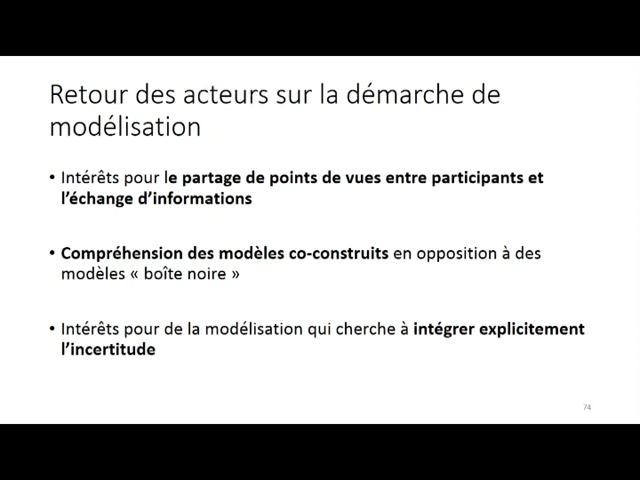 Retour des acteurs sur la démarche de
modélisation
• Intérêts pour le partage de points de vues entre participants et
l'échange d'informations
• Compréhension des modèles co-construits en opposition à des
modèles « boîte noire »
• Intérêts pour de la modélisation qui cherche à intégrer explicitement
l'incertitude
74